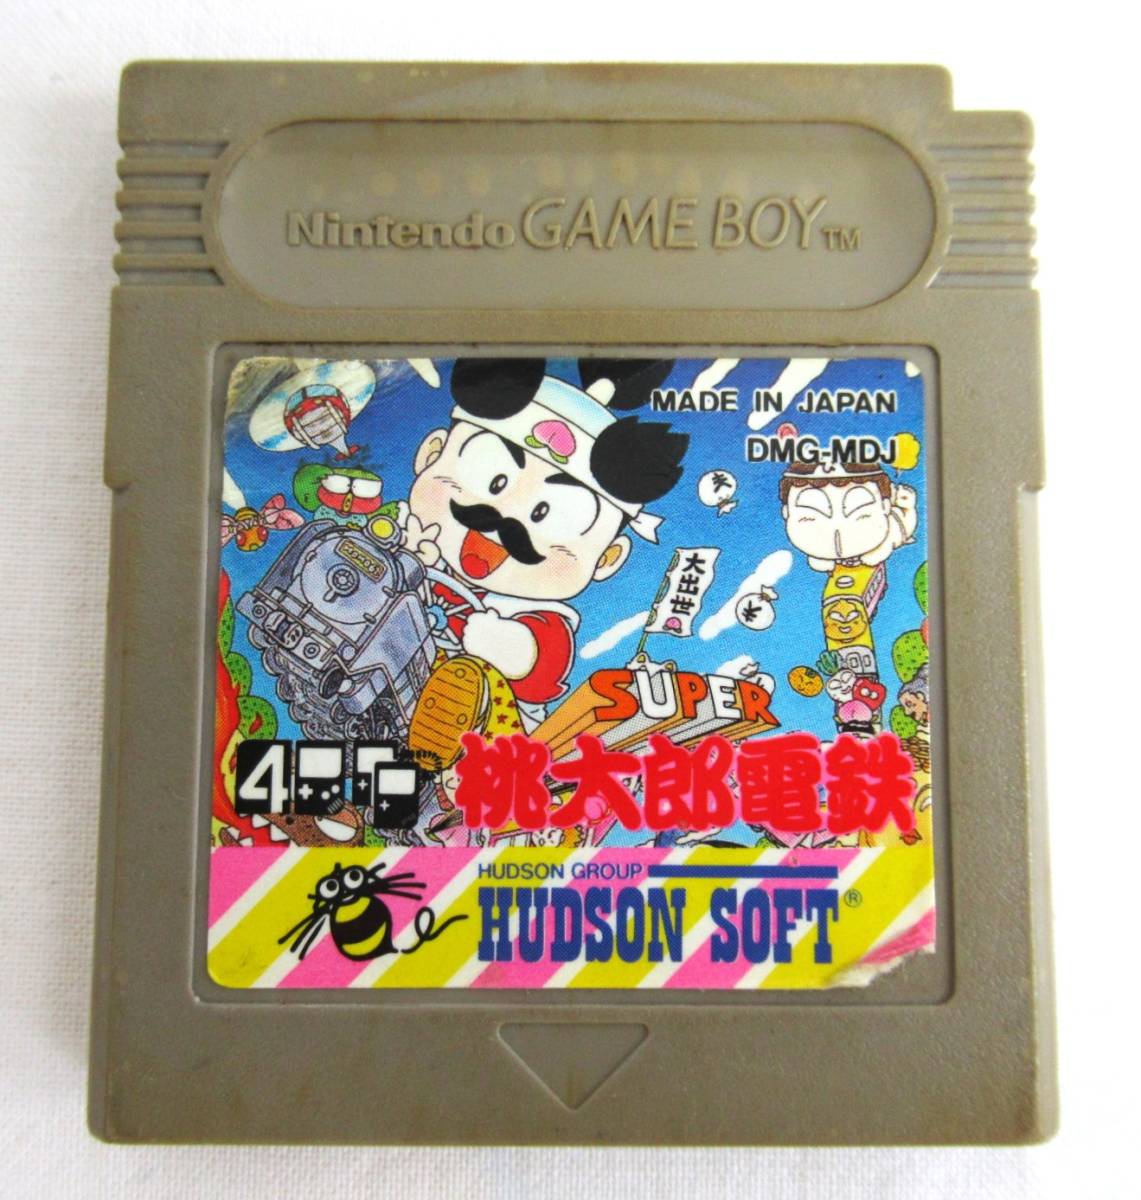 Nintendo GAME BOY™
MADE IN JAPAN
DMG-MDJ
大出世
SUPER
4
桃太郎電鉄
HUDSON GROUP
HUDSON SOFT®